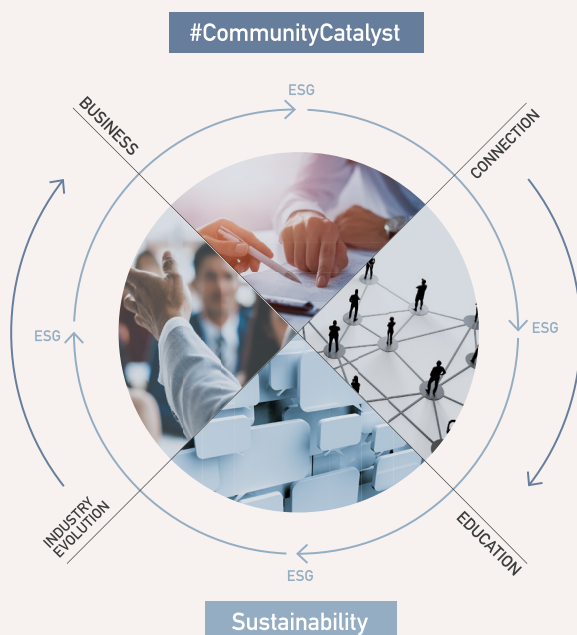 #CommunityCatalyst
ESG
BUSINESS
CONNECTION
ESG
ESG
INDUSTRY
EVOLUTION
EDUCATION
ESG
Sustainability